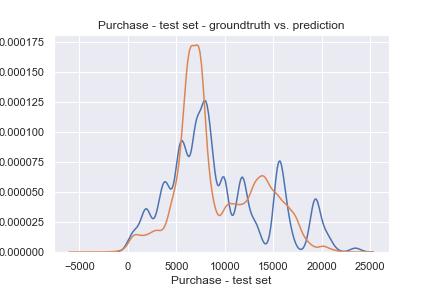 Purchase - test set - groundtruth vs. prediction
0.000175
0.000150
0.000125
0.000100
0.000075
0.000050
0.000025
0.000000
−5000 0 5000 10000 15000 20000 25000
Purchase - test set